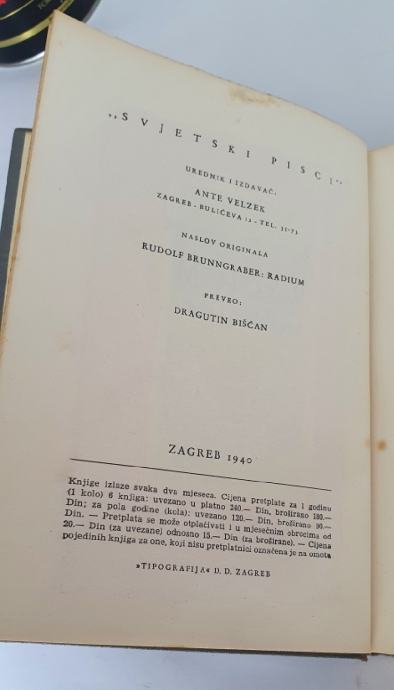 „SVJETSKI PISCI"
UREDNIK I IZDAVAČ:
ANTE VELZEK
ZAGREB - BULIĆEVA 12 - TEL. 31-73
NASLOV ORIGINALA
RUDOLF BRUNNGRABER: RADIUM
PREVEO:
DRAGUTIN BIŠĆAN
ZAGREB 1940
Knjige izlaze svaka dva mjeseca. Cijena pretplate za 1 godinu
(1 kolo) 6 knjiga: uvezano u platno 240.— Din, broširano 180.—
Din; za pola godine (kola): uvezano 120.— Din, broširano 90.—
Din. — Pretplata se može otplaćivati i u mjesečnim obrocima od
20.— Din (za uvezane) odnosno 15.— Din (za broširane). — Cijena
pojedinih knjiga za one, koji nisu pretplatnici označena je na omotu
»TIPOGRAFIJA« D. D. ZAGREB